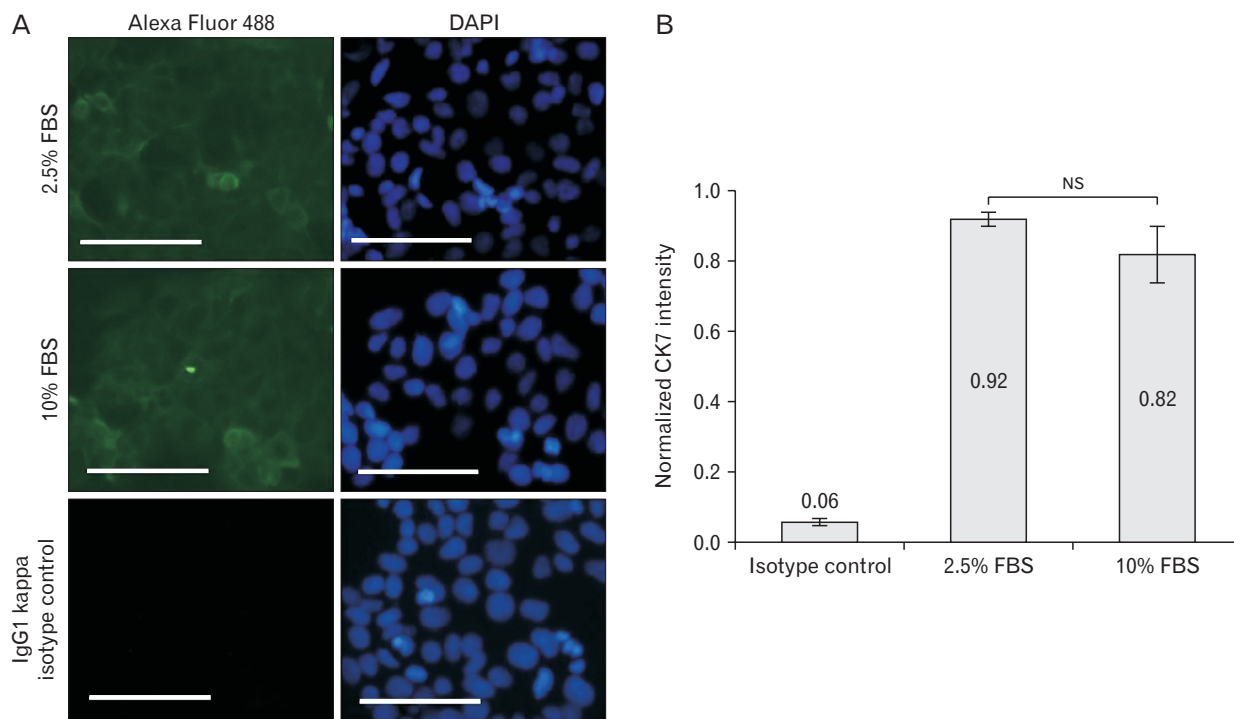 A
Alexa Fluor 488
DAPI
2.5% FBS
10% FBS
IgG1 kappa
isotype control
B
Normalized CK7 intensity
1.0
0.8
0.6
0.4
0.2
0.0
NS
0.06
0.92
0.82
Isotype control
2.5% FBS
10% FBS